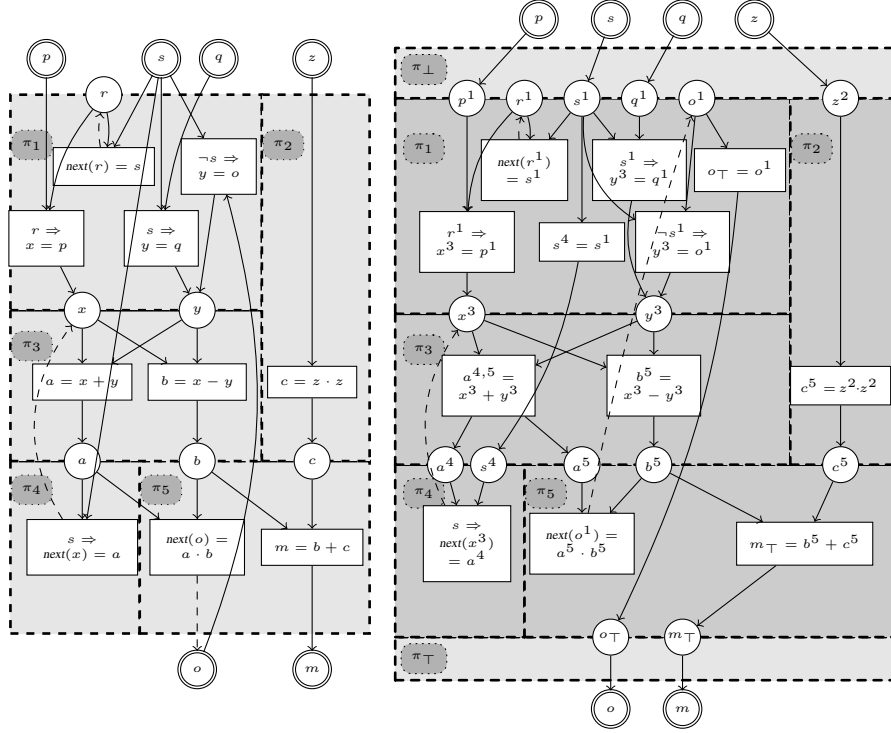 p
s
q
z
r
π₁
next(r) = s
¬s ⇒
y = o
π₂
r ⇒
x = p
s ⇒
y = q
x
y
π₃
a = x + y
b = x − y
c = z · z
a
b
c
π₄
π₅
s ⇒
next(x) = a
next(o) =
a · b
m = b + c
o
m
p
s
q
z
π⊥
p¹
r¹
s¹
q¹
o¹
z²
π₁
next(r¹)
= s¹
s¹ ⇒
y³ = q¹
o⊤ = o¹
π₂
r¹ ⇒
x³ = p¹
s⁴ = s¹
¬s¹ ⇒
y³ = o¹
x³
y³
π₃
a⁴,⁵ =
x³ + y³
b⁵ =
x³ − y³
c⁵ = z²·z²
a⁴
s⁴
a⁵
b⁵
c⁵
π₄
π₅
s ⇒
next(x³)
= a⁴
next(o¹) =
a⁵ · b⁵
m⊤ = b⁵ + c⁵
o⊤
m⊤
π⊤
o
m